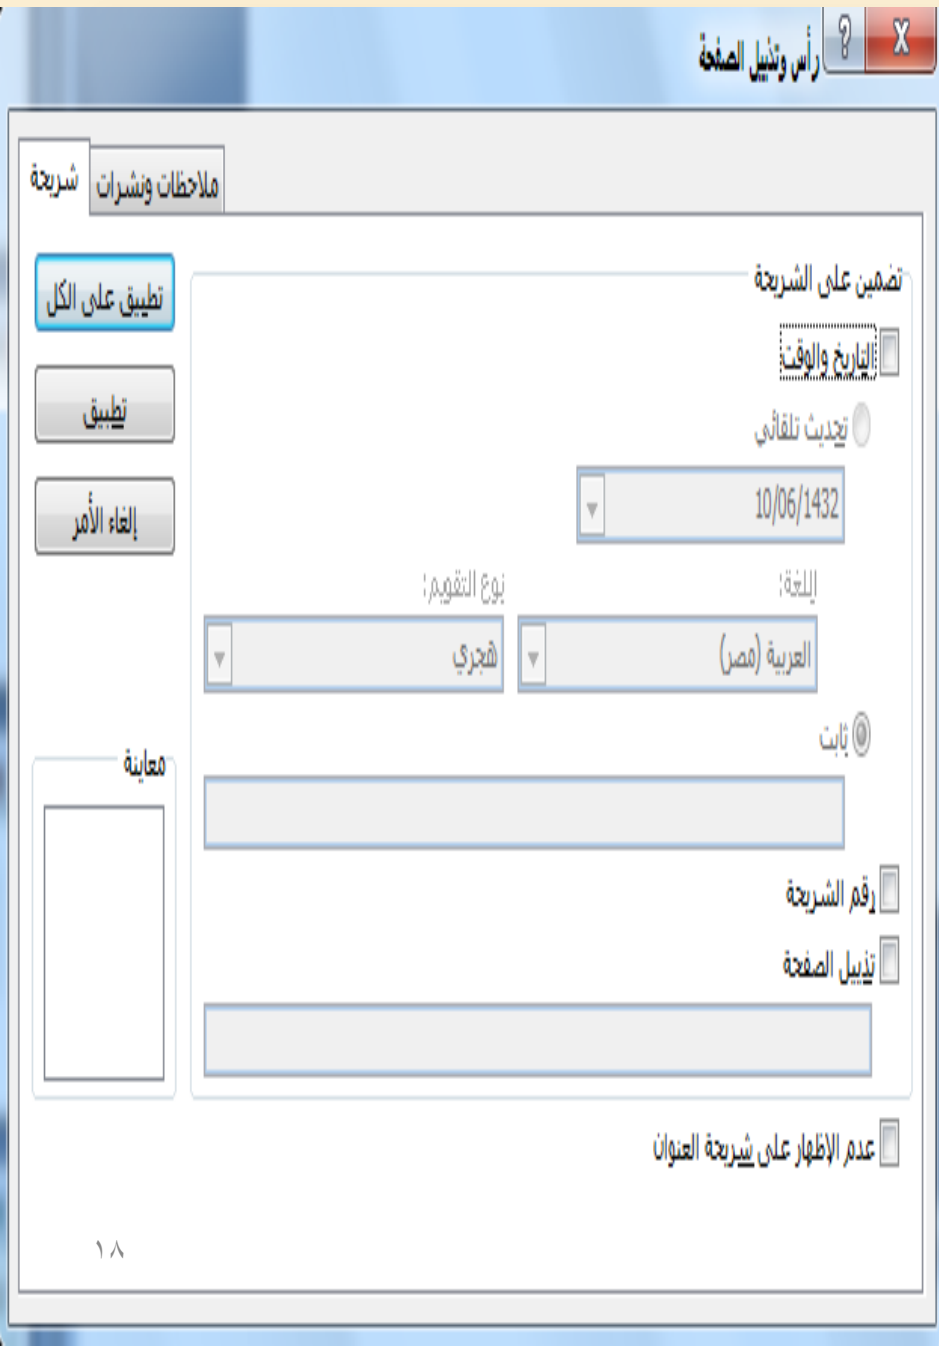 رأس وتذييل الصفحة
شريحة
ملاحظات ونشرات
تضمين على الشريحة
التاريخ والوقت
تحديث تلقائي
10/06/1432
اللغة:
نوع التقويم:
العربية (مصر)
هجري
ثابت
رقم الشريحة
تذييل الصفحة
عدم الإظهار على شريحة العنوان
تطبيق على الكل
تطبيق
إلغاء الأمر
معاينة
١٨